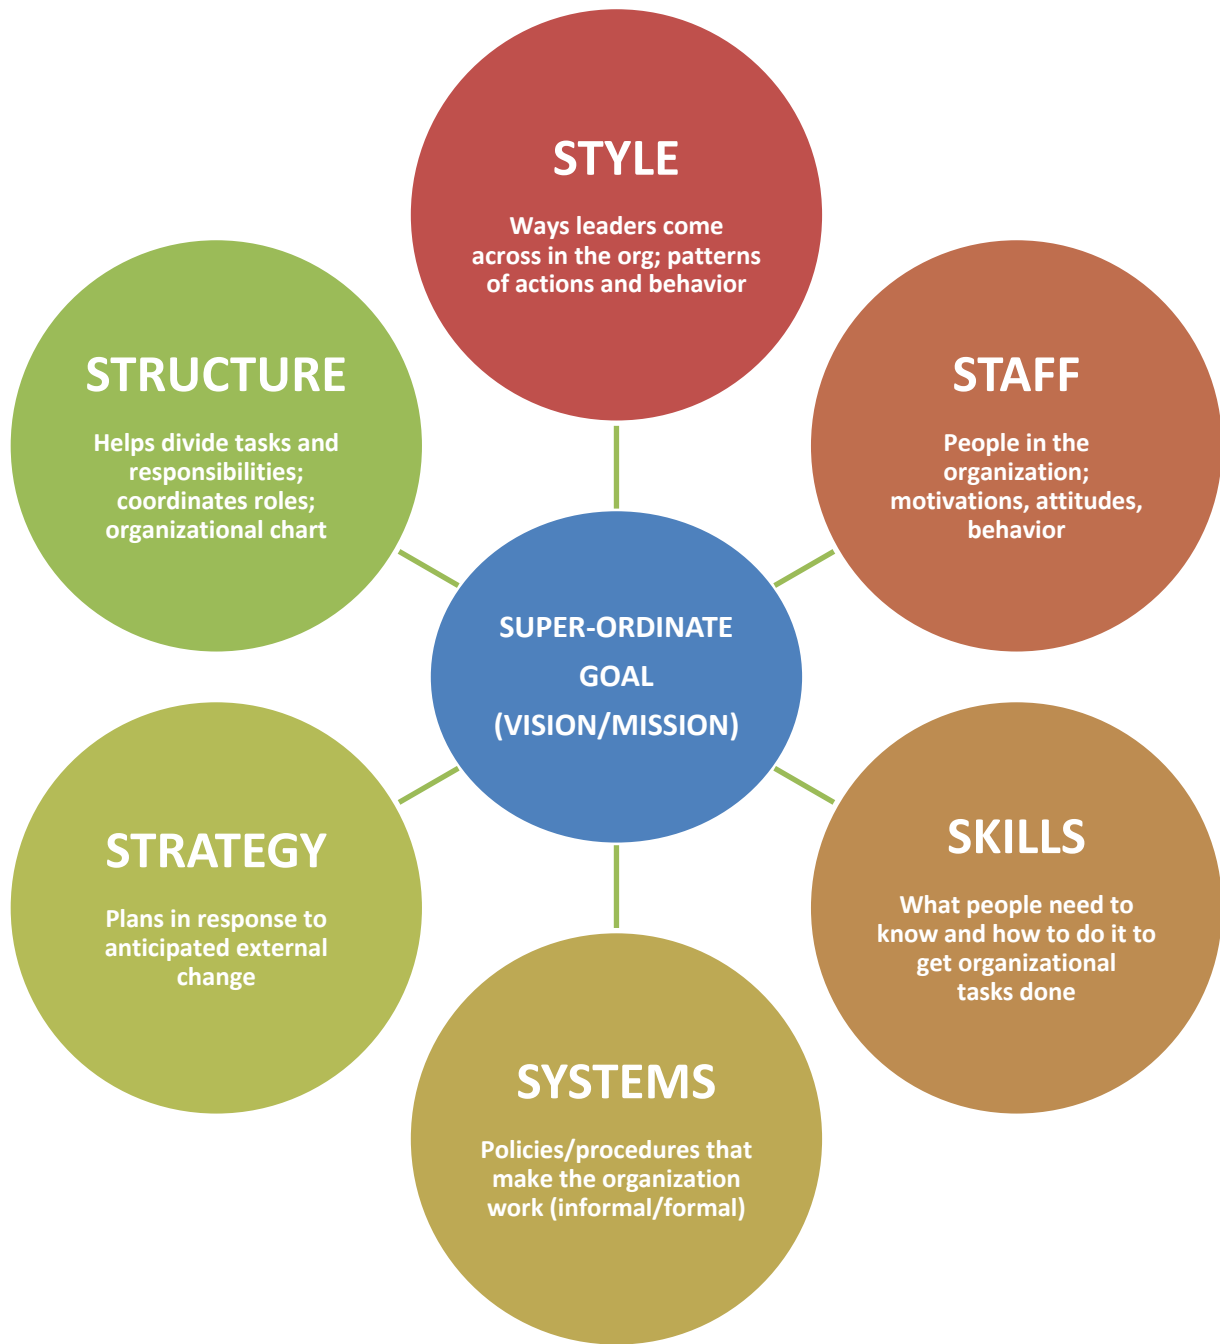 STYLE
Ways leaders come
across in the org; patterns
of actions and behavior
STAFF
People in the
organization;
motivations, attitudes,
behavior
SKILLS
What people need to
know and how to do it to
get organizational
tasks done
SYSTEMS
Policies/procedures that
make the organization
work (informal/formal)
STRATEGY
Plans in response to
anticipated external
change
STRUCTURE
Helps divide tasks and
responsibilities;
coordinates roles;
organizational chart
SUPER-ORDINATE
GOAL
(VISION/MISSION)